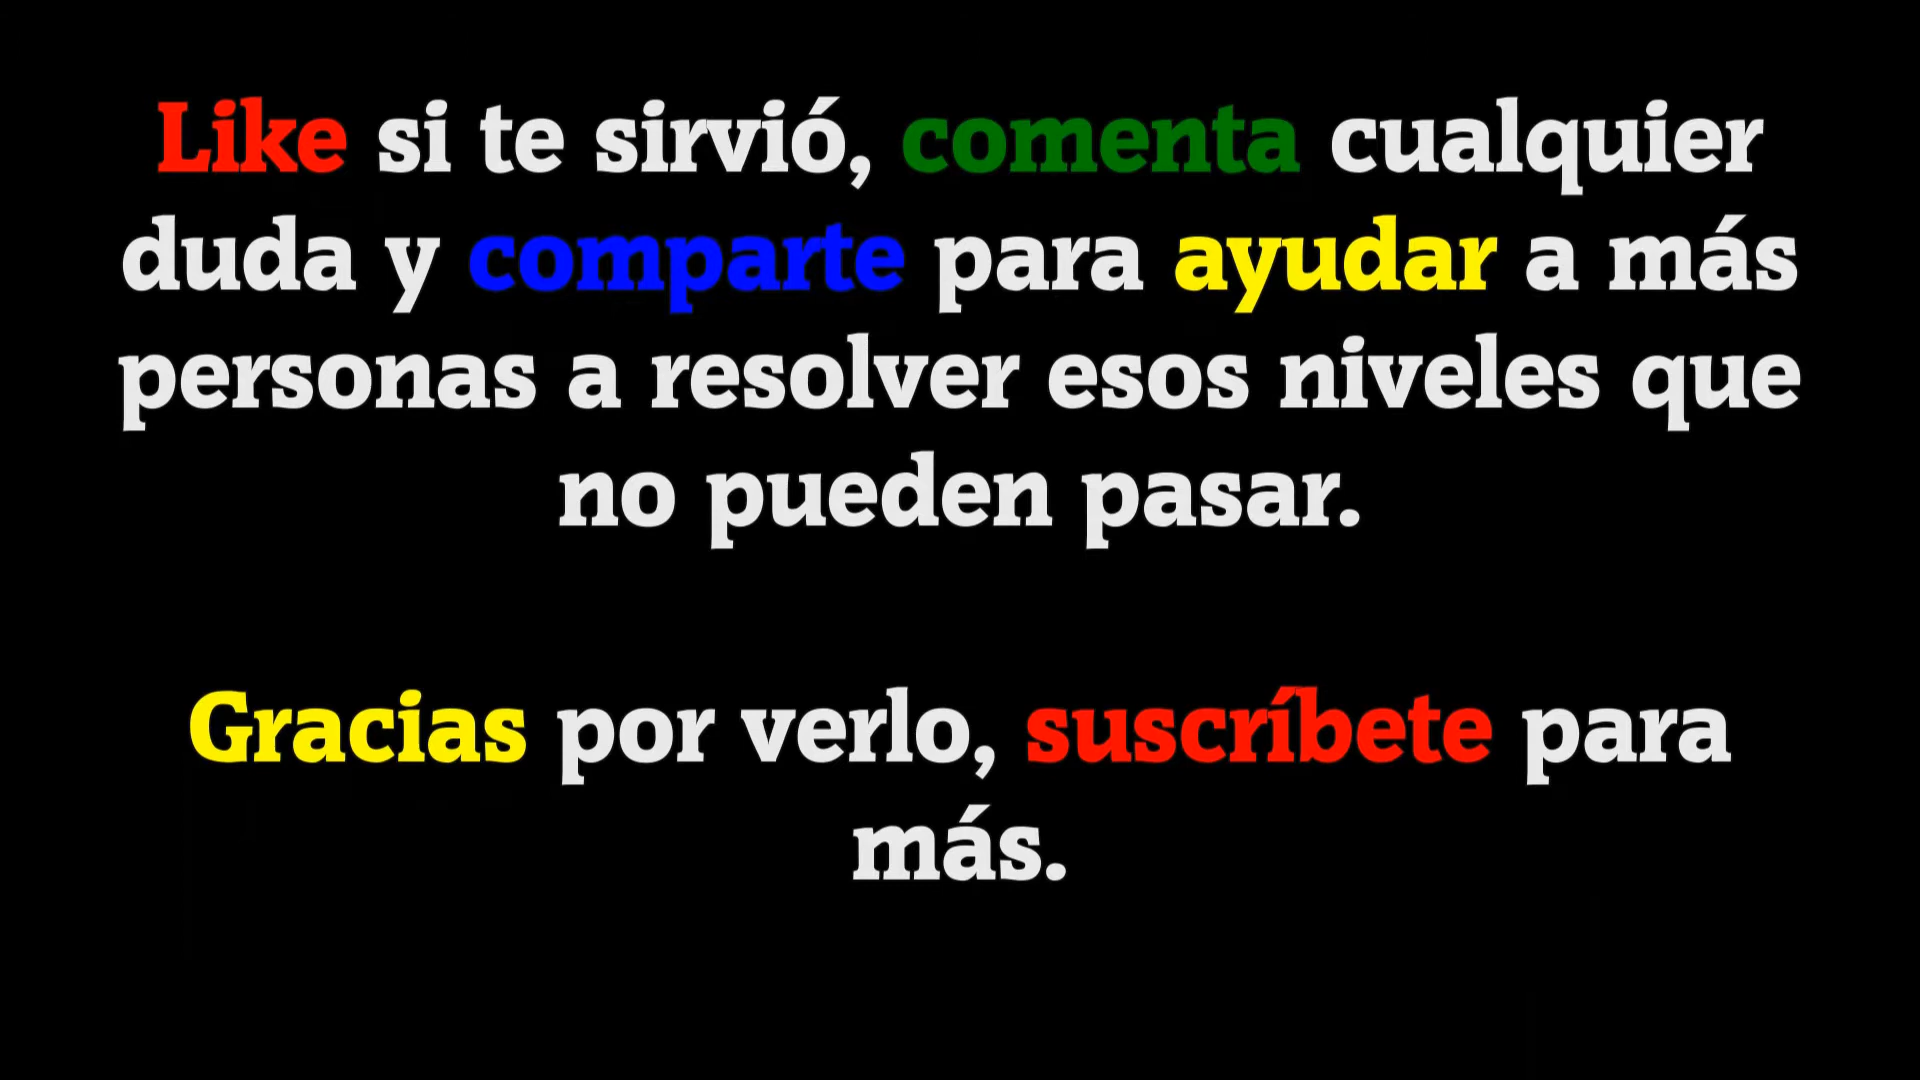 Like si te sirvió, comenta cualquier
duda y comparte para ayudar a más
personas a resolver esos niveles que
no pueden pasar.
Gracias por verlo, suscríbete para
más.